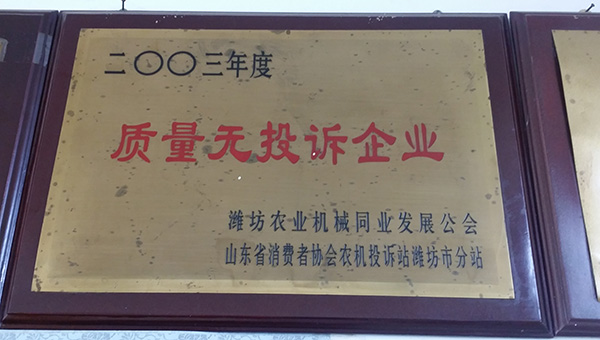 二〇〇三年度
质量无投诉企业
潍坊农业机械同业发展公会
山东省消费者协会农机投诉站潍坊市分站